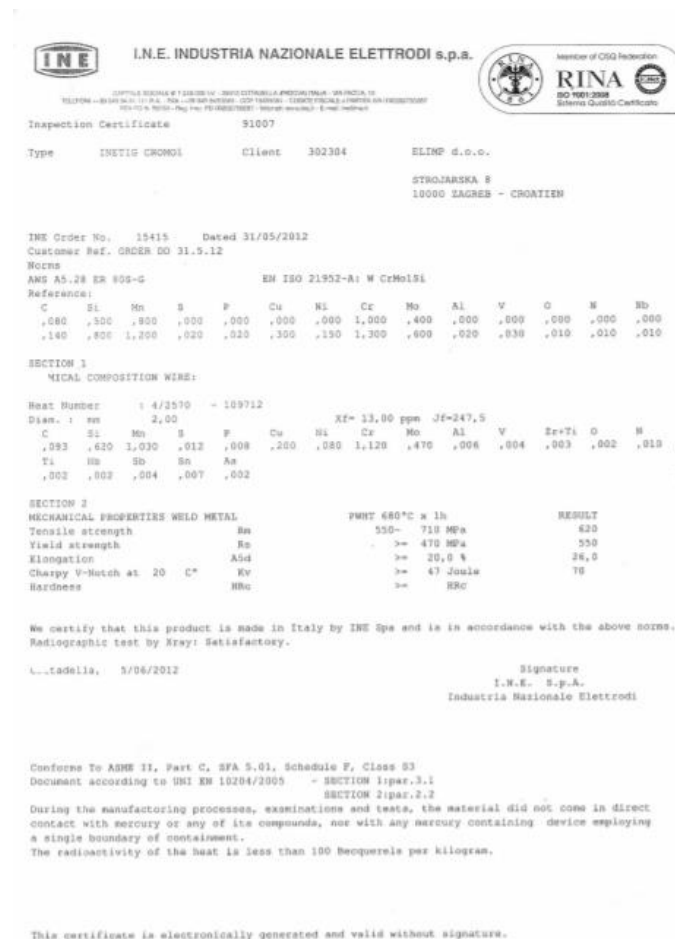 INE
I.N.E. INDUSTRIA NAZIONALE ELETTRODI s.p.a.
Member of CISQ Federation
RINA
ISO 9001:2008
Sistema Qualità Certificato
Inspection Certificate 91007
Type INETIG CROMO1 Client 302304 ELIMP d.o.o.
STROJARSKA 8
10000 ZAGREB - CROATIEN
INE Order No. 15415 Dated 31/05/2012
Customer Ref. ORDER DD 31.5.12
Norms
AWS A5.28 ER 80S-G EN ISO 21952-A: W CrMo1Si
Reference:
C Si Mn S P Cu Ni Cr Mo Al V O N Nb
,080 ,500 ,800 ,000 ,000 ,000 ,000 1,000 ,400 ,000 ,000 ,000 ,000 ,000
,140 ,800 1,200 ,020 ,020 ,300 ,150 1,300 ,600 ,020 ,030 ,010 ,010 ,010
SECTION 1
MICAL COMPOSITION WIRE:
Heat Number : 4/2570 - 109712
Diam. : mm 2,00 Xf= 13,00 ppm Jf=247,5
C Si Mn S P Cu Ni Cr Mo Al V Zr+Ti O N
,093 ,620 1,030 ,012 ,008 ,200 ,080 1,120 ,470 ,006 ,004 ,003 ,002 ,010
Ti Nb Sb Sn As
,002 ,002 ,004 ,007 ,002
SECTION 2
MECHANICAL PROPERTIES WELD METAL PWHT 680°C x 1h RESULT
Tensile strength Rm 550- 710 MPa 620
Yield strength Rs >= 470 MPa 550
Elongation A5d >= 20,0 % 26,0
Charpy V-Notch at 20 C° Kv >= 47 Joule 70
Hardness HRc >= HRc
We certify that this product is made in Italy by INE Spa and is in accordance with the above norms.
Radiographic test by Xray: Satisfactory.
tadella, 5/06/2012 Signature
I.N.E. S.p.A.
Industria Nazionale Elettrodi
Conforms To ASME II, Part C, SFA 5.01, Schedule F, Class S3
Document according to UNI EN 10204/2005 - SECTION 1:par.3.1
SECTION 2:par.2.2
During the manufactoring processes, examinations and tests, the material did not come in direct
contact with mercury or any of its compounds, nor with any mercury containing device employing
a single boundary of containment.
The radioactivity of the heat is less than 100 Becquerels per kilogram.
This certificate is electronically generated and valid without signature.